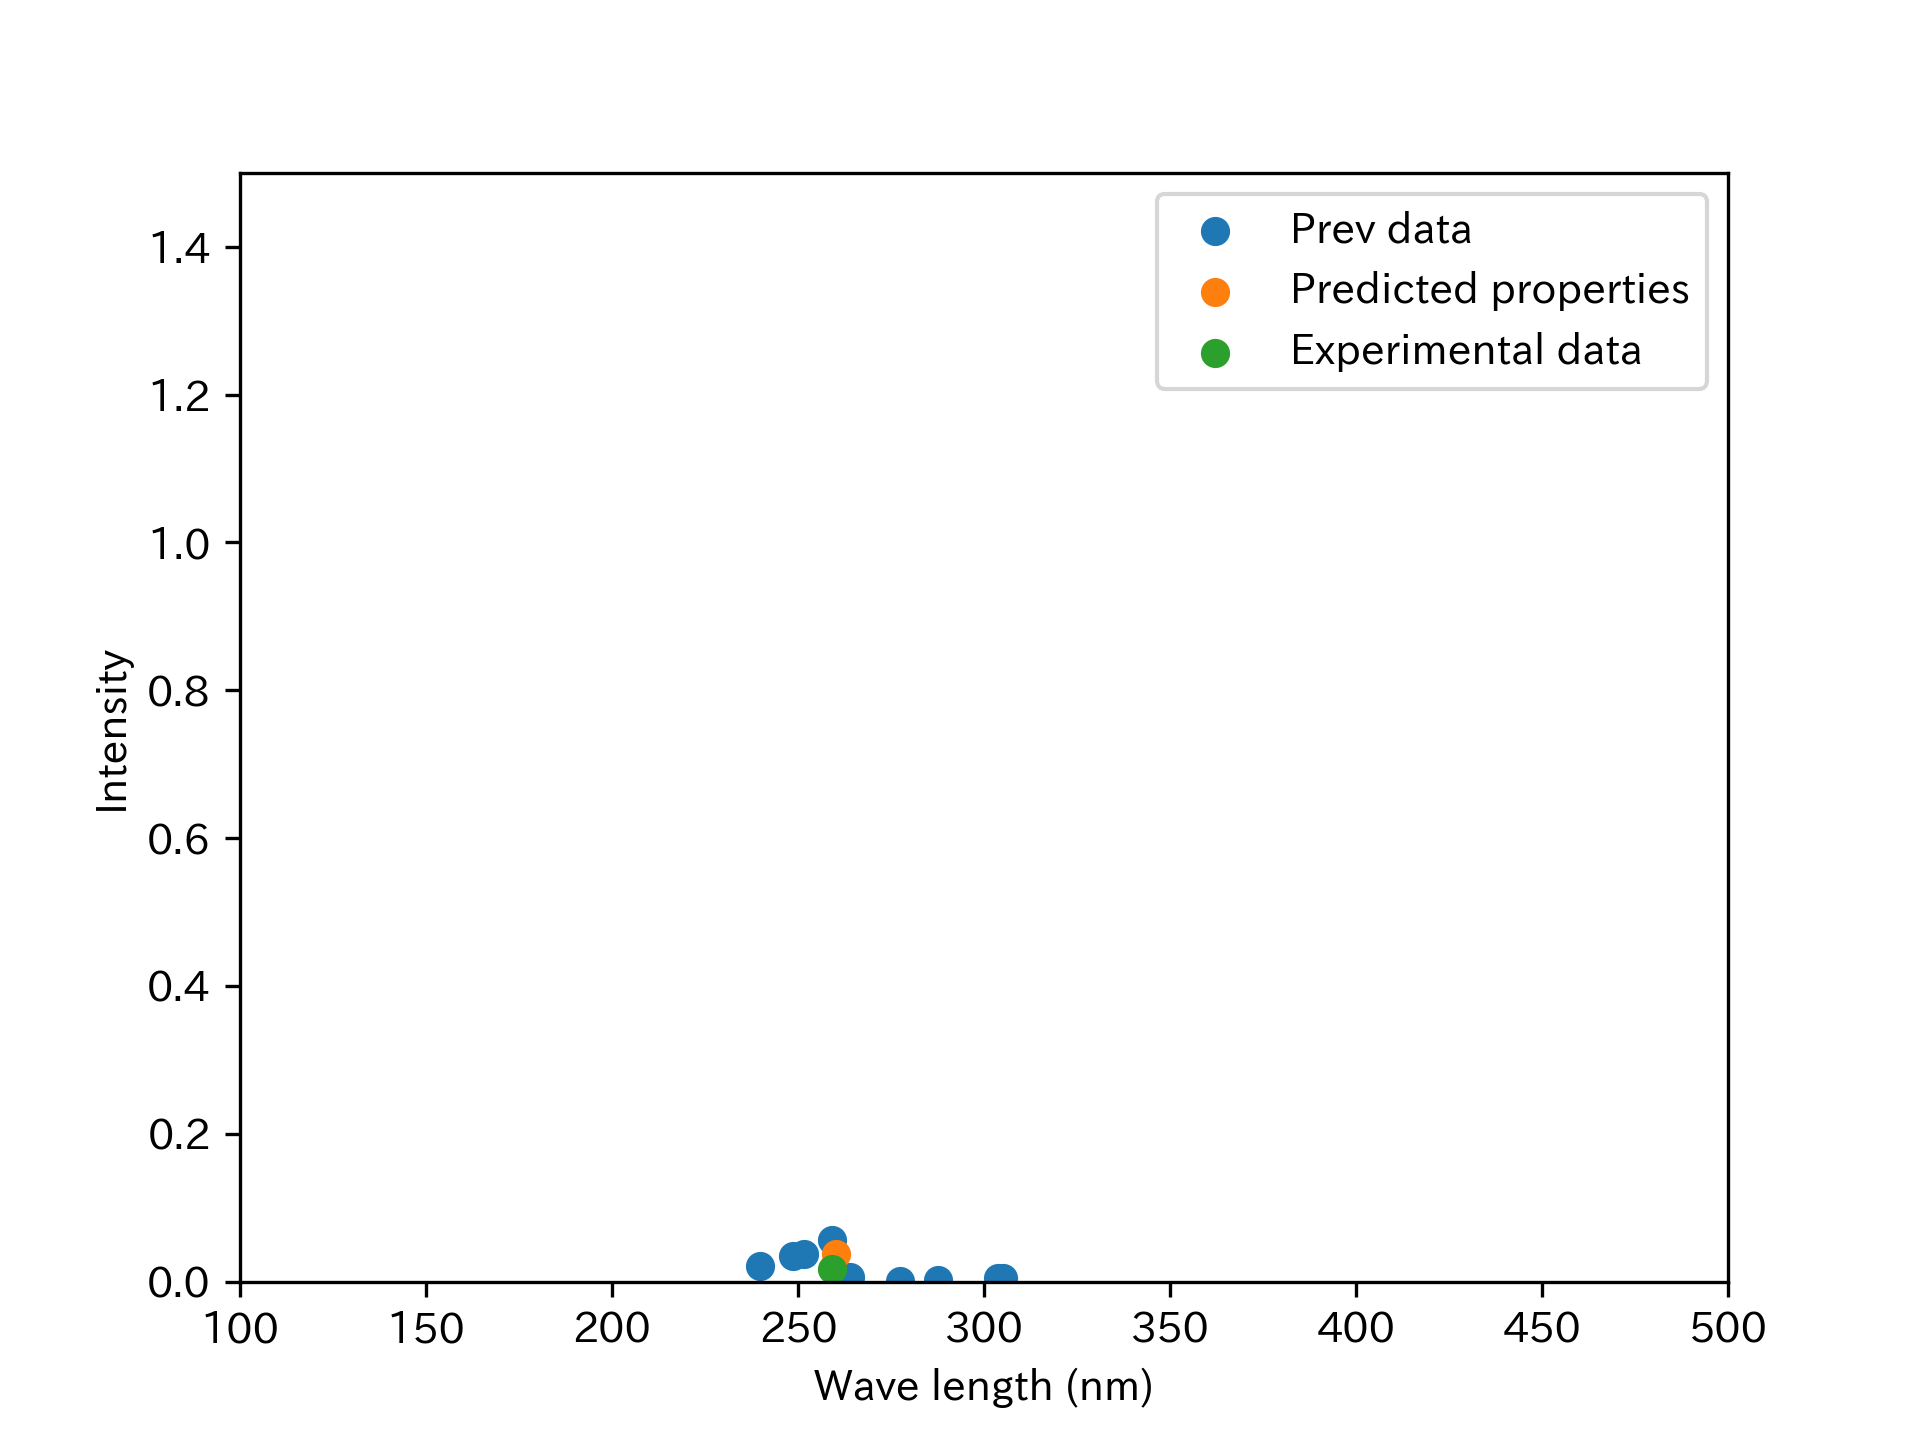 Prev data
Predicted properties
Experimental data
1.4
1.2
1.0
0.8
0.6
0.4
0.2
0.0
Intensity
100 150 200 250 300 350 400 450 500
Wave length (nm)